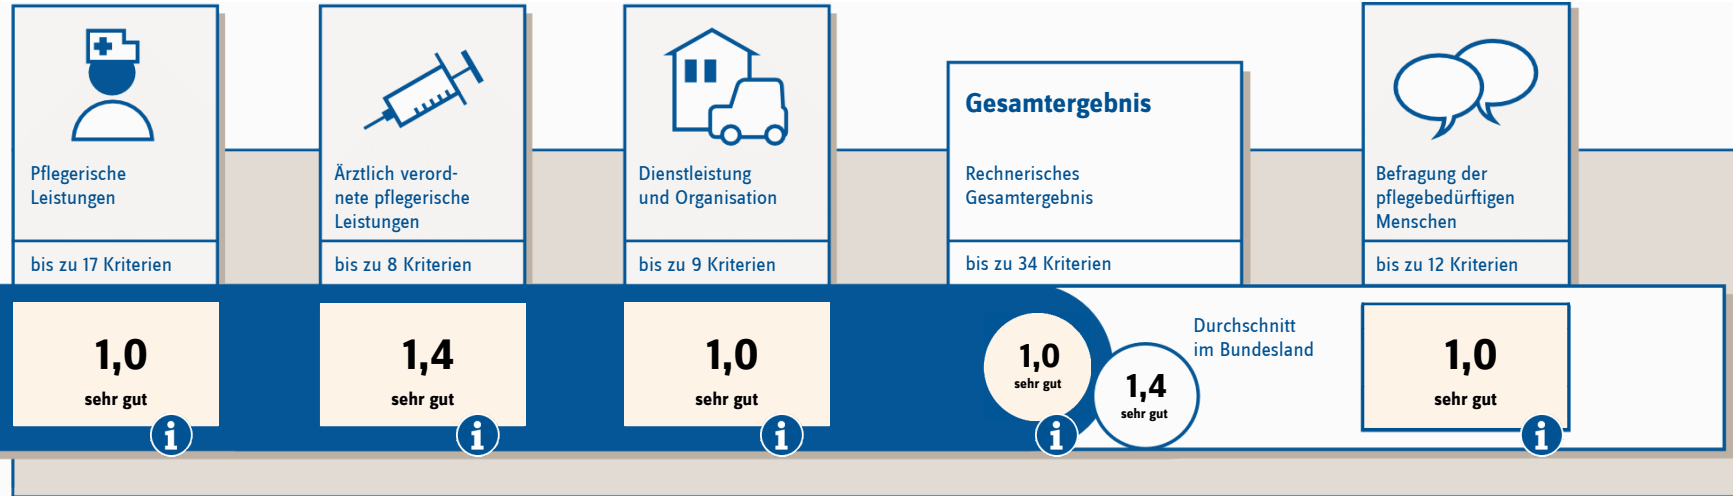 Pflegerische
Leistungen
bis zu 17 Kriterien
1,0
sehr gut
i
Ärztlich verord-
nete pflegerische
Leistungen
bis zu 8 Kriterien
1,4
sehr gut
i
Dienstleistung
und Organisation
bis zu 9 Kriterien
1,0
sehr gut
i
Gesamtergebnis
Rechnerisches
Gesamtergebnis
bis zu 34 Kriterien
1,0
sehr gut
i
Durchschnitt
im Bundesland
1,4
sehr gut
Befragung der
pflegebedürftigen
Menschen
bis zu 12 Kriterien
1,0
sehr gut
i